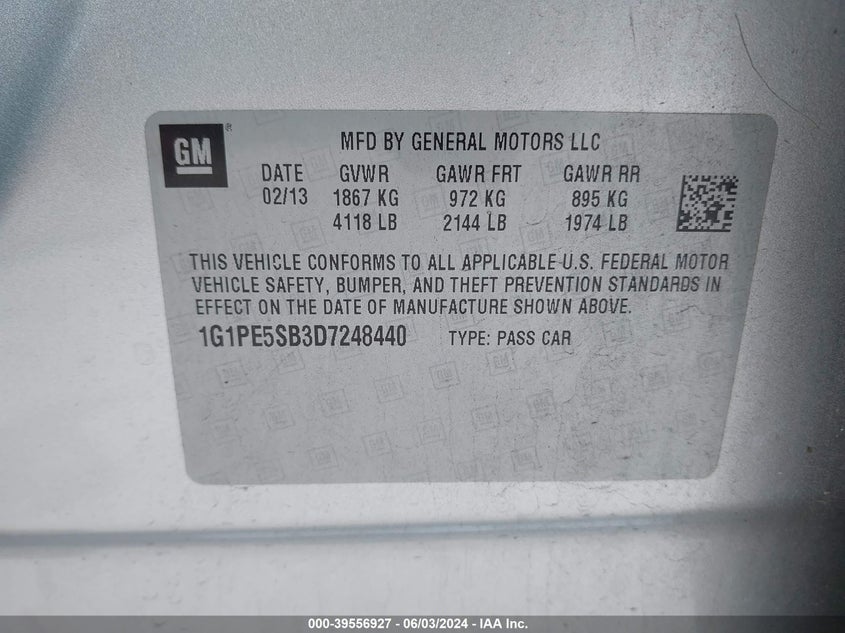 GM
MFD BY GENERAL MOTORS LLC
DATE GVWR GAWR FRT GAWR RR
02/13 1867 KG 972 KG 895 KG
4118 LB 2144 LB 1974 LB
THIS VEHICLE CONFORMS TO ALL APPLICABLE U.S. FEDERAL MOTOR
VEHICLE SAFETY, BUMPER, AND THEFT PREVENTION STANDARDS IN
EFFECT ON THE DATE OF MANUFACTURE SHOWN ABOVE.
1G1PE5SB3D7248440 TYPE: PASS CAR
000-39556927 - 06/03/2024 - IAA Inc.